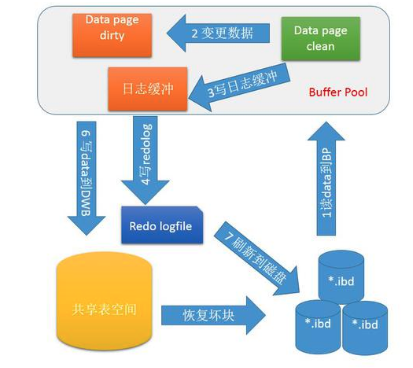 Data page
dirty
2 变更数据
Data page
clean
日志缓冲
3写日志缓冲
Buffer Pool
6 写data到DWB
4写redolog
1读data到BP
Redo logfile
7 刷新到磁盘
共享表空间
恢复坏块
*.ibd
*.ibd
*.ibd